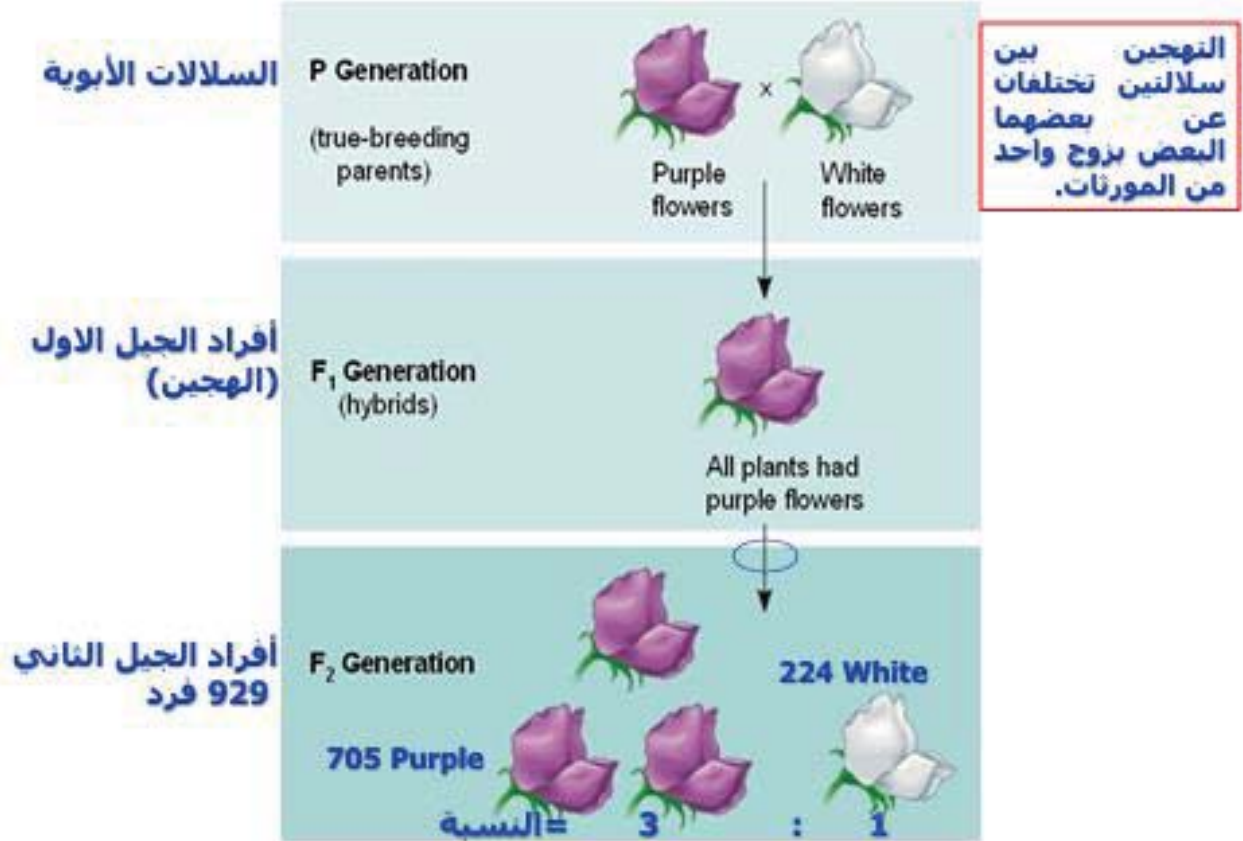 السلالات الأبوية
P Generation
(true-breeding
parents)
x
Purple
flowers
White
flowers
التهجين بين
سلالتين تختلفان
عن بعضهما
البعض بزوج واحد
من المورثات.
أفراد الجيل الاول
(الهجين)
F₁ Generation
(hybrids)
All plants had
purple flowers
أفراد الجيل الثاني
929 فرد
F₂ Generation
224 White
705 Purple
النسبة= 3 : 1